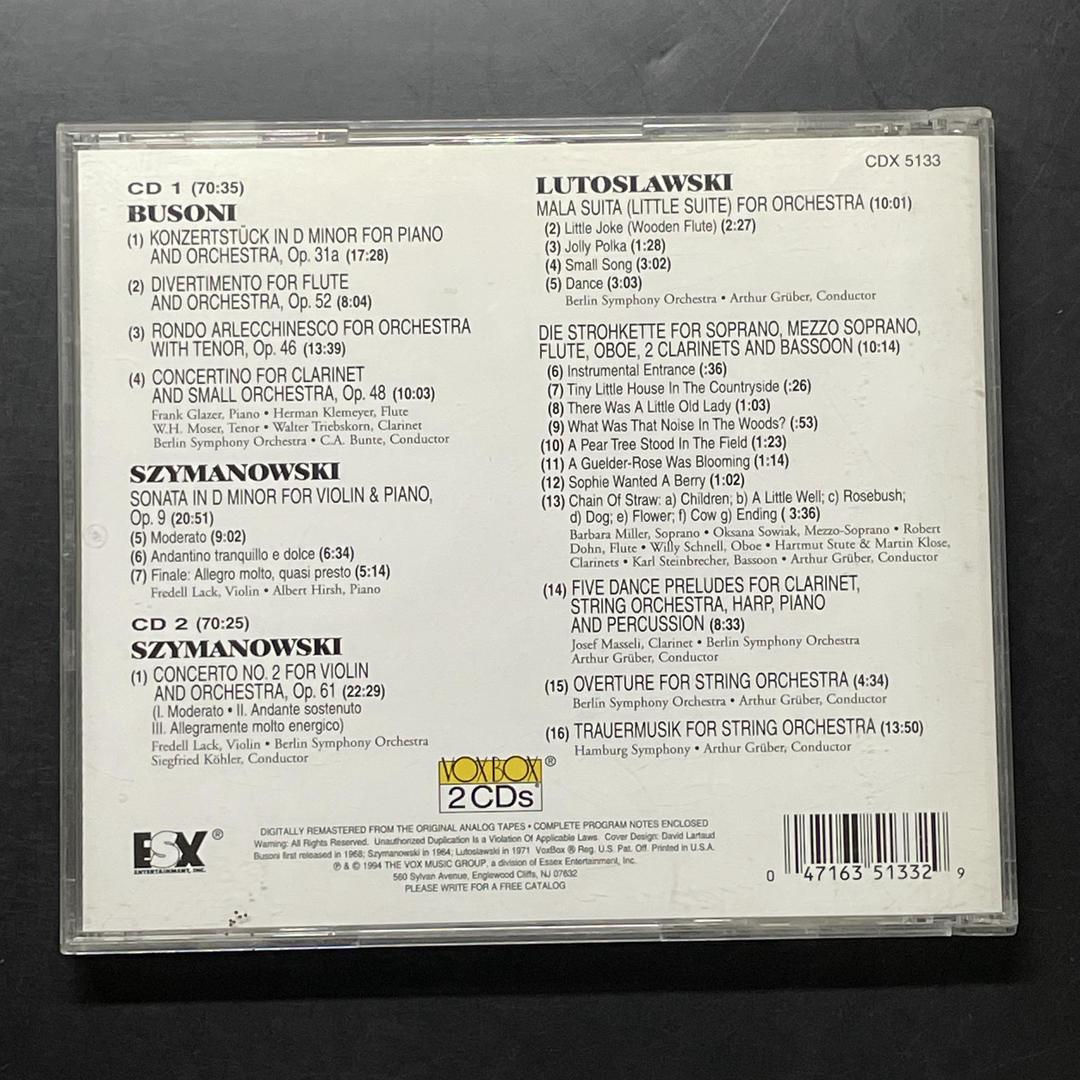 CD 1 (70:35)
BUSONI
(1) KONZERTSTÜCK IN D MINOR FOR PIANO
AND ORCHESTRA, Op. 31a (17:28)
(2) DIVERTIMENTO FOR FLUTE
AND ORCHESTRA, Op. 52 (8:04)
(3) RONDO ARLECCHINESCO FOR ORCHESTRA
WITH TENOR, Op. 46 (13:39)
(4) CONCERTINO FOR CLARINET
AND SMALL ORCHESTRA, Op. 48 (10:03)
Frank Glazer, Piano • Herman Klemeyer, Flute
W.H. Moser, Tenor • Walter Triebskorn, Clarinet
Berlin Symphony Orchestra • C.A. Bunte, Conductor
SZYMANOWSKI
SONATA IN D MINOR FOR VIOLIN & PIANO,
Op. 9 (20:51)
(5) Moderato (9:02)
(6) Andantino tranquillo e dolce (6:34)
(7) Finale: Allegro molto, quasi presto (5:14)
Fredell Lack, Violin • Albert Hirsh, Piano
CD 2 (70:25)
SZYMANOWSKI
(1) CONCERTO NO. 2 FOR VIOLIN
AND ORCHESTRA, Op. 61 (22:29)
(I. Moderato • II. Andante sostenuto
III. Allegramente molto energico)
Fredell Lack, Violin • Berlin Symphony Orchestra
Siegfried Köhler, Conductor
CDX 5133
LUTOSLAWSKI
MALA SUITA (LITTLE SUITE) FOR ORCHESTRA (10:01)
(2) Little Joke (Wooden Flute) (2:27)
(3) Jolly Polka (1:28)
(4) Small Song (3:02)
(5) Dance (3:03)
Berlin Symphony Orchestra • Arthur Grüber, Conductor
DIE STROHKETTE FOR SOPRANO, MEZZO SOPRANO,
FLUTE, OBOE, 2 CLARINETS AND BASSOON (10:14)
(6) Instrumental Entrance (:36)
(7) Tiny Little House In The Countryside (:26)
(8) There Was A Little Old Lady (1:03)
(9) What Was That Noise In The Woods? (:53)
(10) A Pear Tree Stood In The Field (1:23)
(11) A Guelder-Rose Was Blooming (1:14)
(12) Sophie Wanted A Berry (1:02)
(13) Chain Of Straw: a) Children; b) A Little Well; c) Rosebush;
d) Dog; e) Flower; f) Cow g) Ending ( 3:36)
Barbara Miller, Soprano • Oksana Sowiak, Mezzo-Soprano • Robert
Dohn, Flute • Willy Schnell, Oboe • Hartmut Stute & Martin Klose,
Clarinets • Karl Steinbrecher, Bassoon • Arthur Grüber, Conductor
(14) FIVE DANCE PRELUDES FOR CLARINET,
STRING ORCHESTRA, HARP, PIANO
AND PERCUSSION (8:33)
Josef Masseli, Clarinet • Berlin Symphony Orchestra
Arthur Grüber, Conductor
(15) OVERTURE FOR STRING ORCHESTRA (4:34)
Berlin Symphony Orchestra • Arthur Grüber, Conductor
(16) TRAUERMUSIK FOR STRING ORCHESTRA (13:50)
Hamburg Symphony • Arthur Grüber, Conductor
VOXBOX®
2 CDs
ESX®
ENTERTAINMENT, INC.
DIGITALLY REMASTERED FROM THE ORIGINAL ANALOG TAPES • COMPLETE PROGRAM NOTES ENCLOSED
Warning: All Rights Reserved. Unauthorized Duplication Is a Violation Of Applicable Laws. Cover Design: David Lartaud
Busoni first released in 1968; Szymanowski in 1964; Lutoslawski in 1971 VoxBox ® Reg. U.S. Pat. Off. Printed in U.S.A.
℗ & © 1994 THE VOX MUSIC GROUP, a division of Essex Entertainment, Inc.
560 Sylvan Avenue, Englewood Cliffs, NJ 07632
PLEASE WRITE FOR A FREE CATALOG
0 47163 51332 9